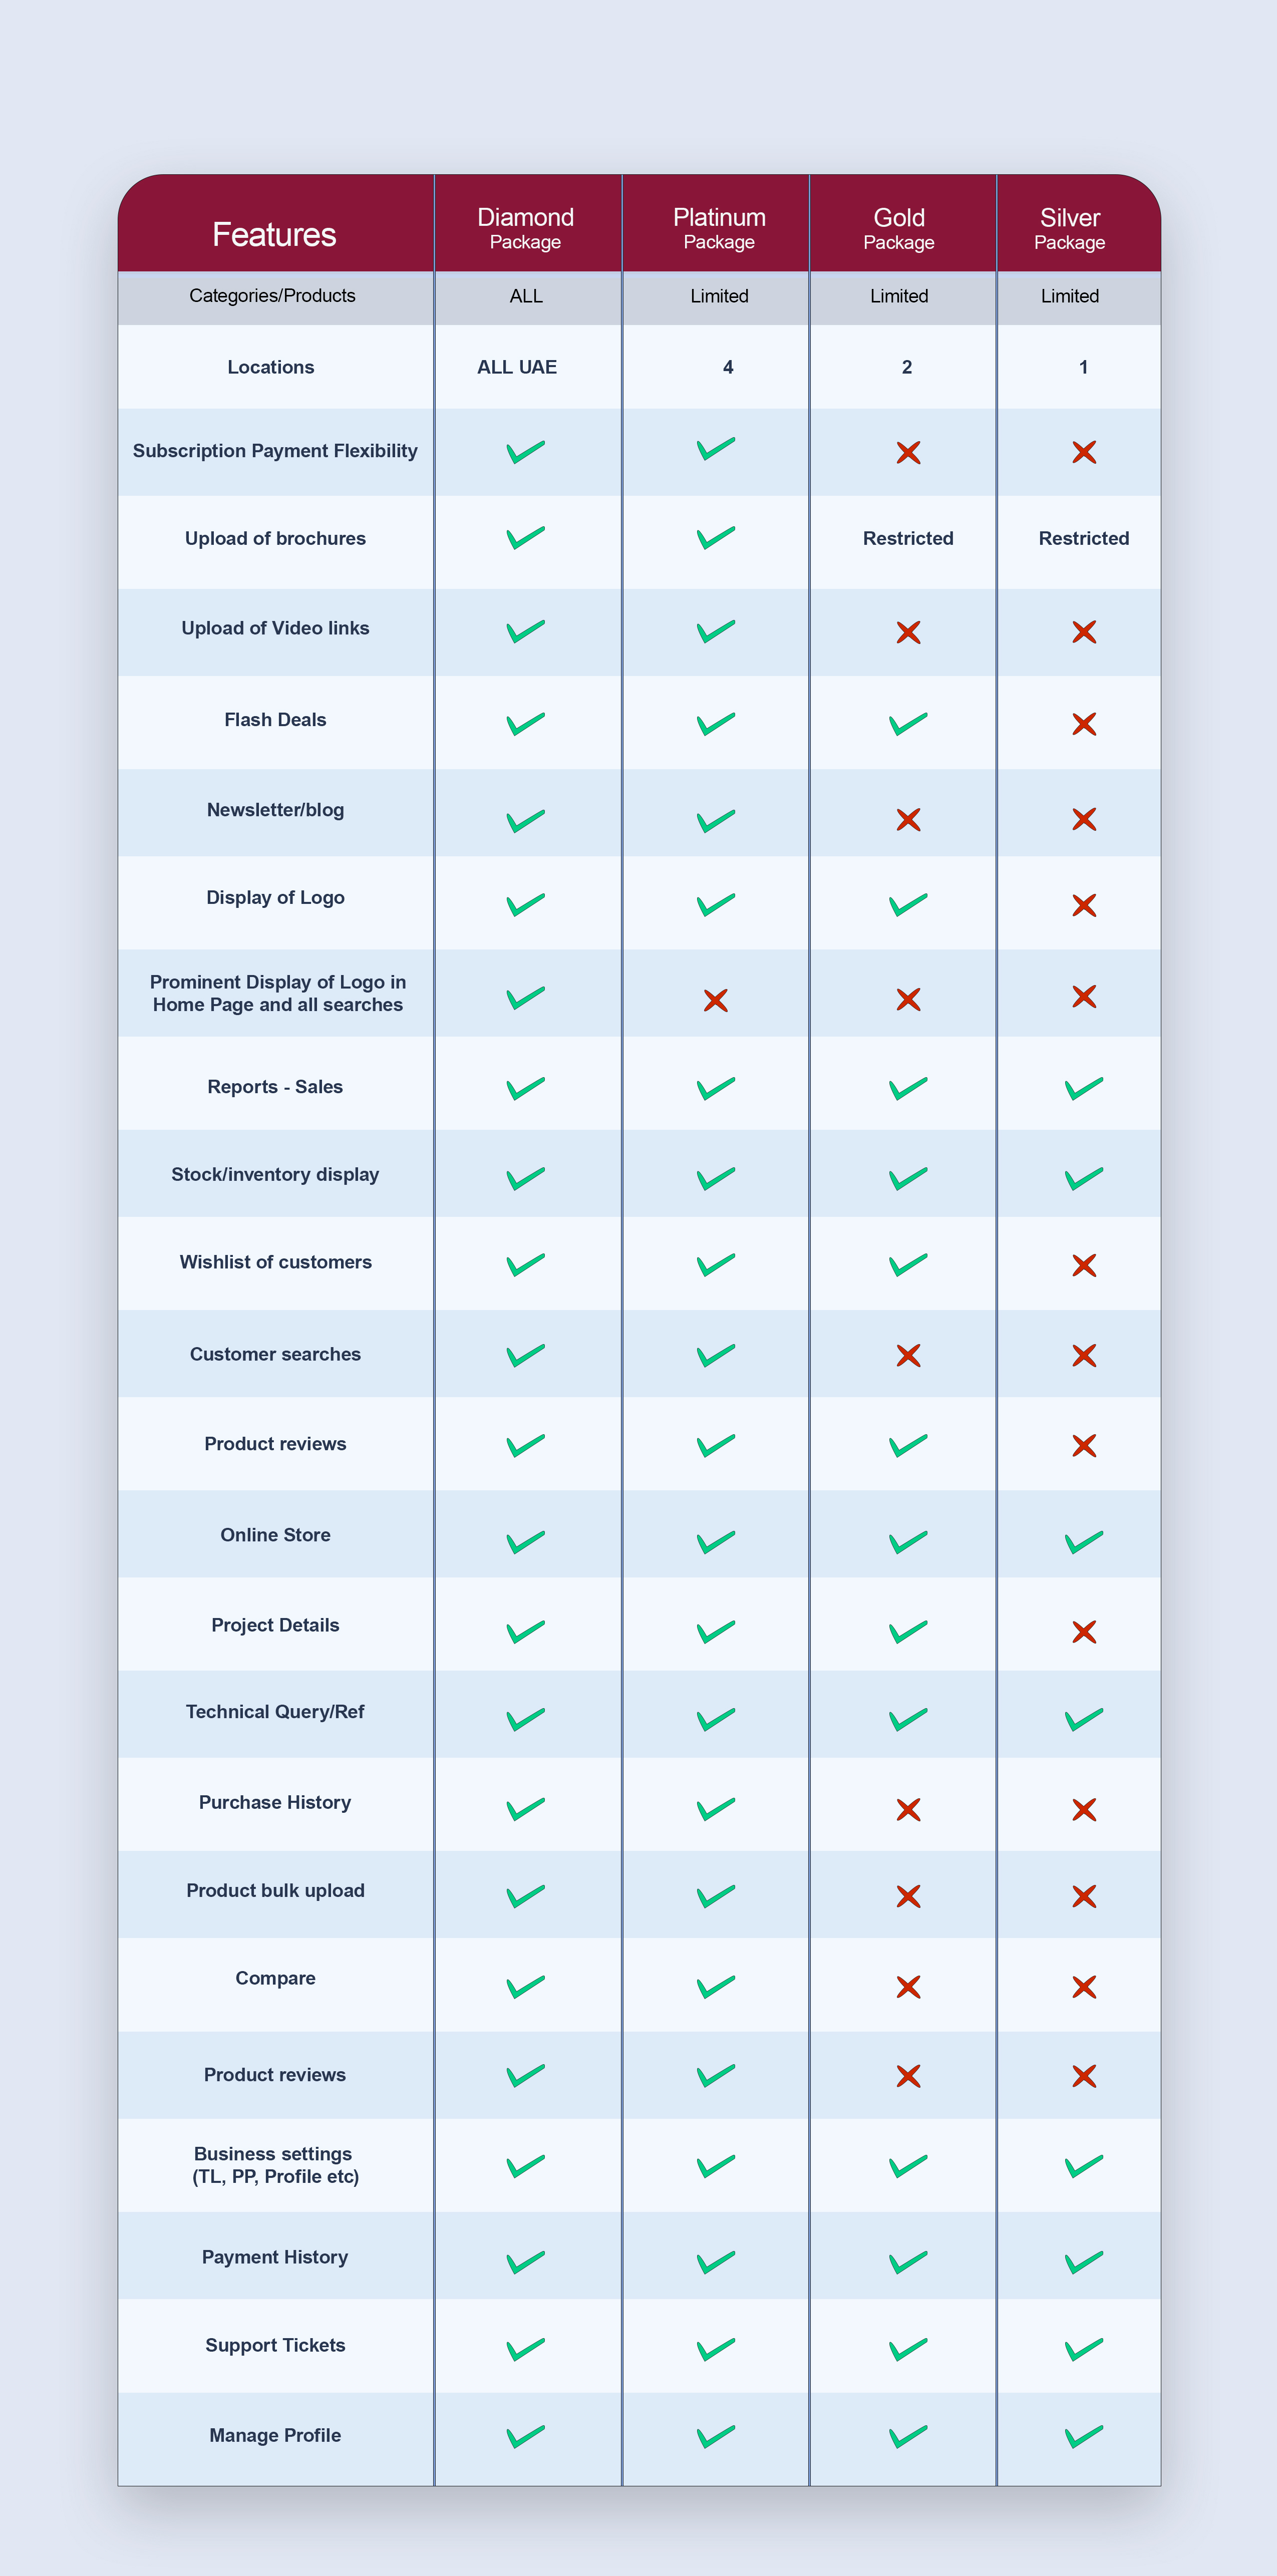 Features
Diamond
Package
Platinum
Package
Gold
Package
Silver
Package
Categories/Products ALL Limited Limited Limited
Locations ALL UAE 4 2 1
Subscription Payment Flexibility
Upload of brochures Restricted Restricted
Upload of Video links
Flash Deals
Newsletter/blog
Display of Logo
Prominent Display of Logo in
Home Page and all searches
Reports - Sales
Stock/inventory display
Wishlist of customers
Customer searches
Product reviews
Online Store
Project Details
Technical Query/Ref
Purchase History
Product bulk upload
Compare
Product reviews
Business settings
(TL, PP, Profile etc)
Payment History
Support Tickets
Manage Profile